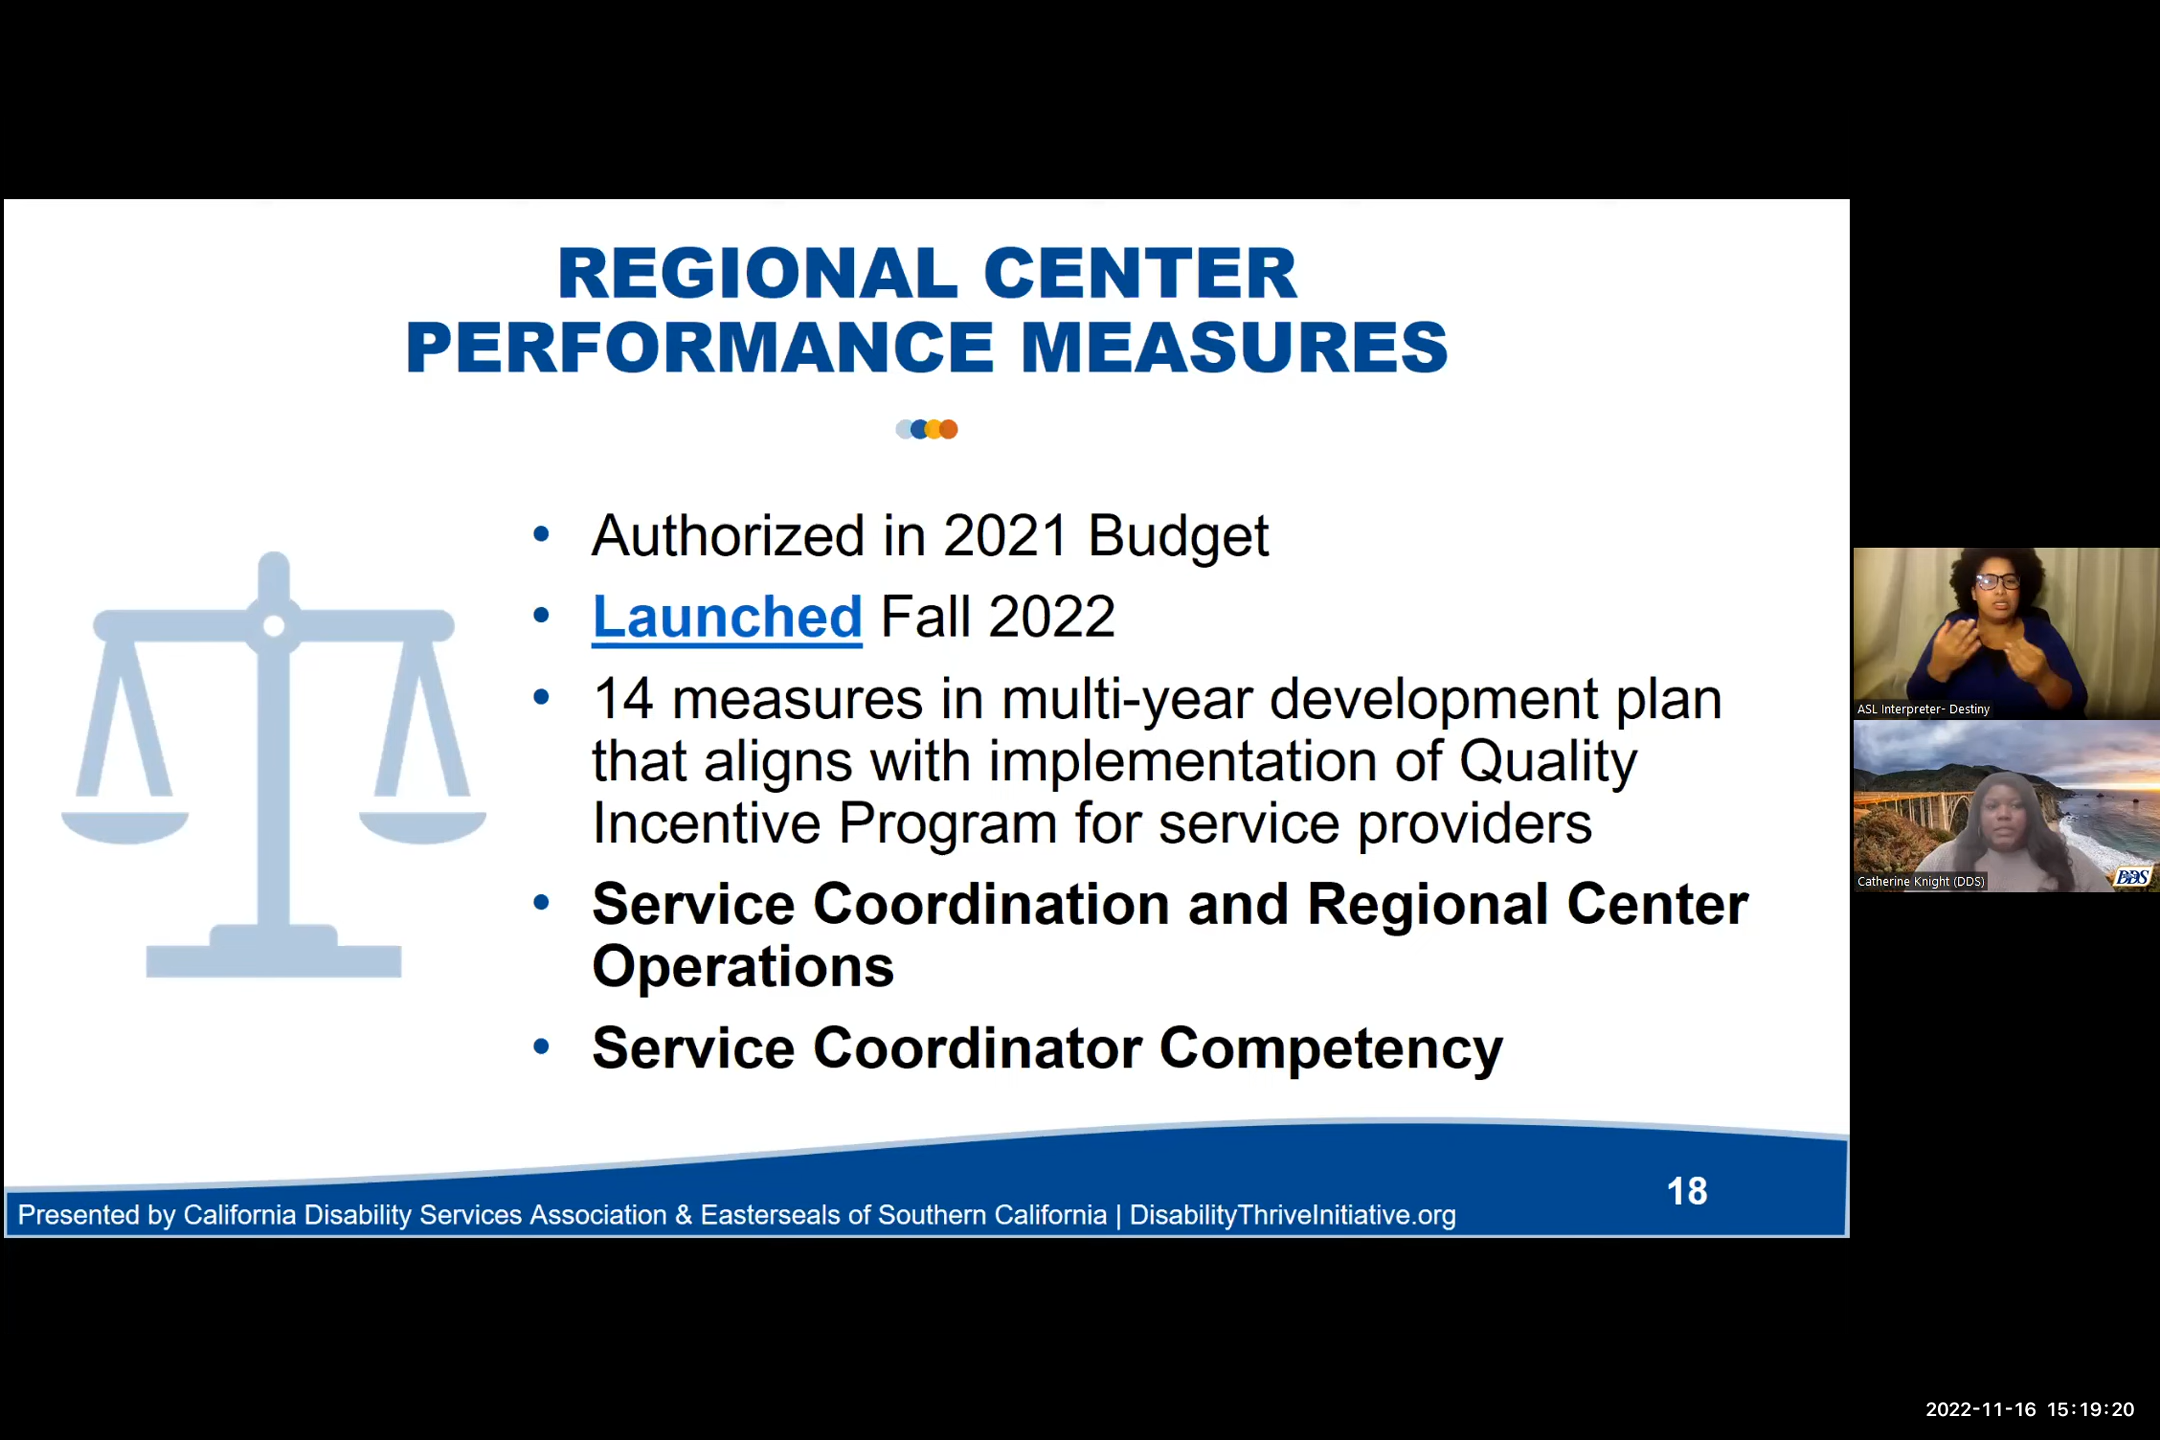 REGIONAL CENTER
PERFORMANCE MEASURES
• Authorized in 2021 Budget
• Launched Fall 2022
• 14 measures in multi-year development plan
that aligns with implementation of Quality
Incentive Program for service providers
• Service Coordination and Regional Center
Operations
• Service Coordinator Competency
18
Presented by California Disability Services Association & Easterseals of Southern California | DisabilityThriveInitiative.org
ASL Interpreter- Destiny
Catherine Knight (DDS)
DDS
2022-11-16 15:19:20